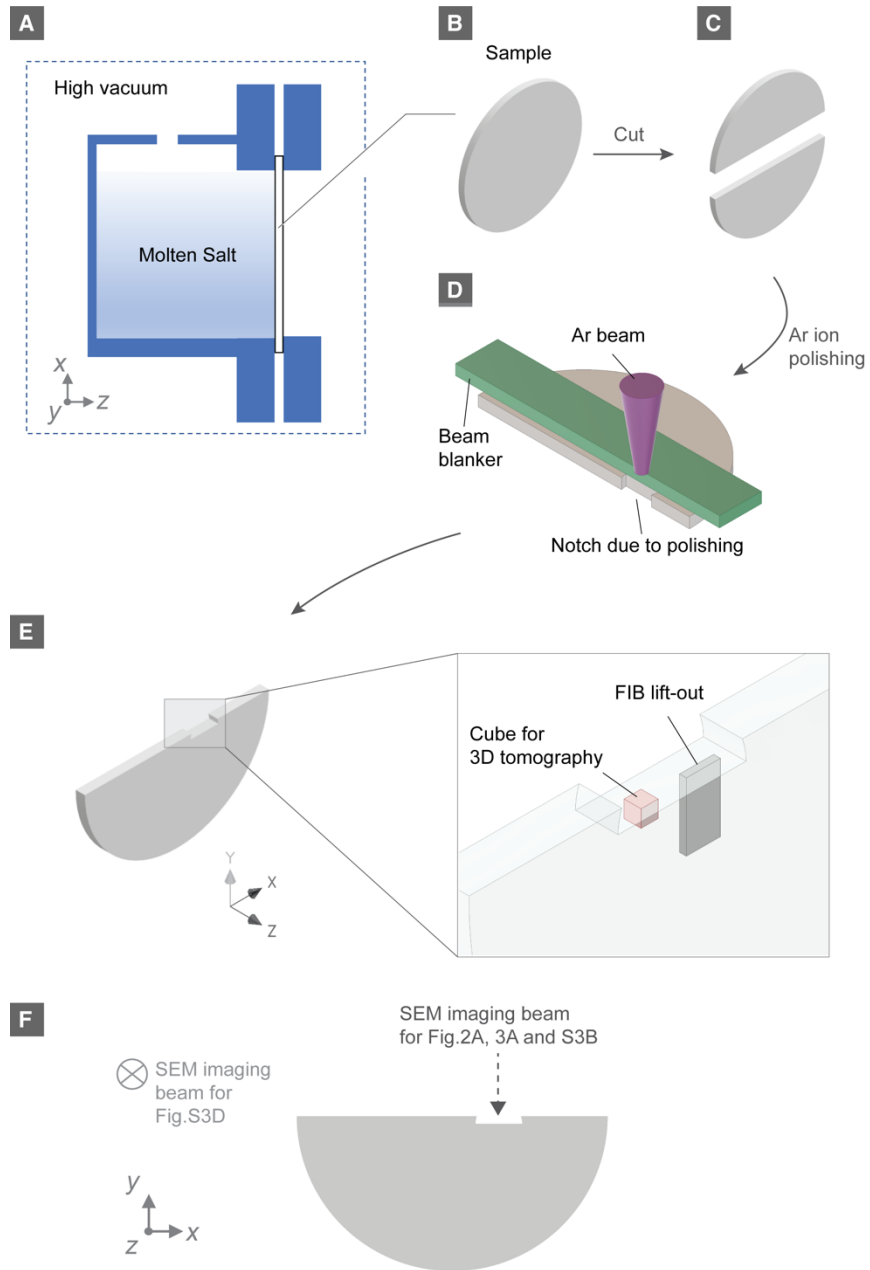 A
High vacuum
Molten Salt
x
y
z
B
Sample
Cut
C
D
Ar beam
Beam
blanker
Notch due to polishing
Ar ion
polishing
E
Y
X
Z
FIB lift-out
Cube for
3D tomography
F
SEM imaging beam
for Fig.2A, 3A and S3B
SEM imaging
beam for
Fig.S3D
y
z
x